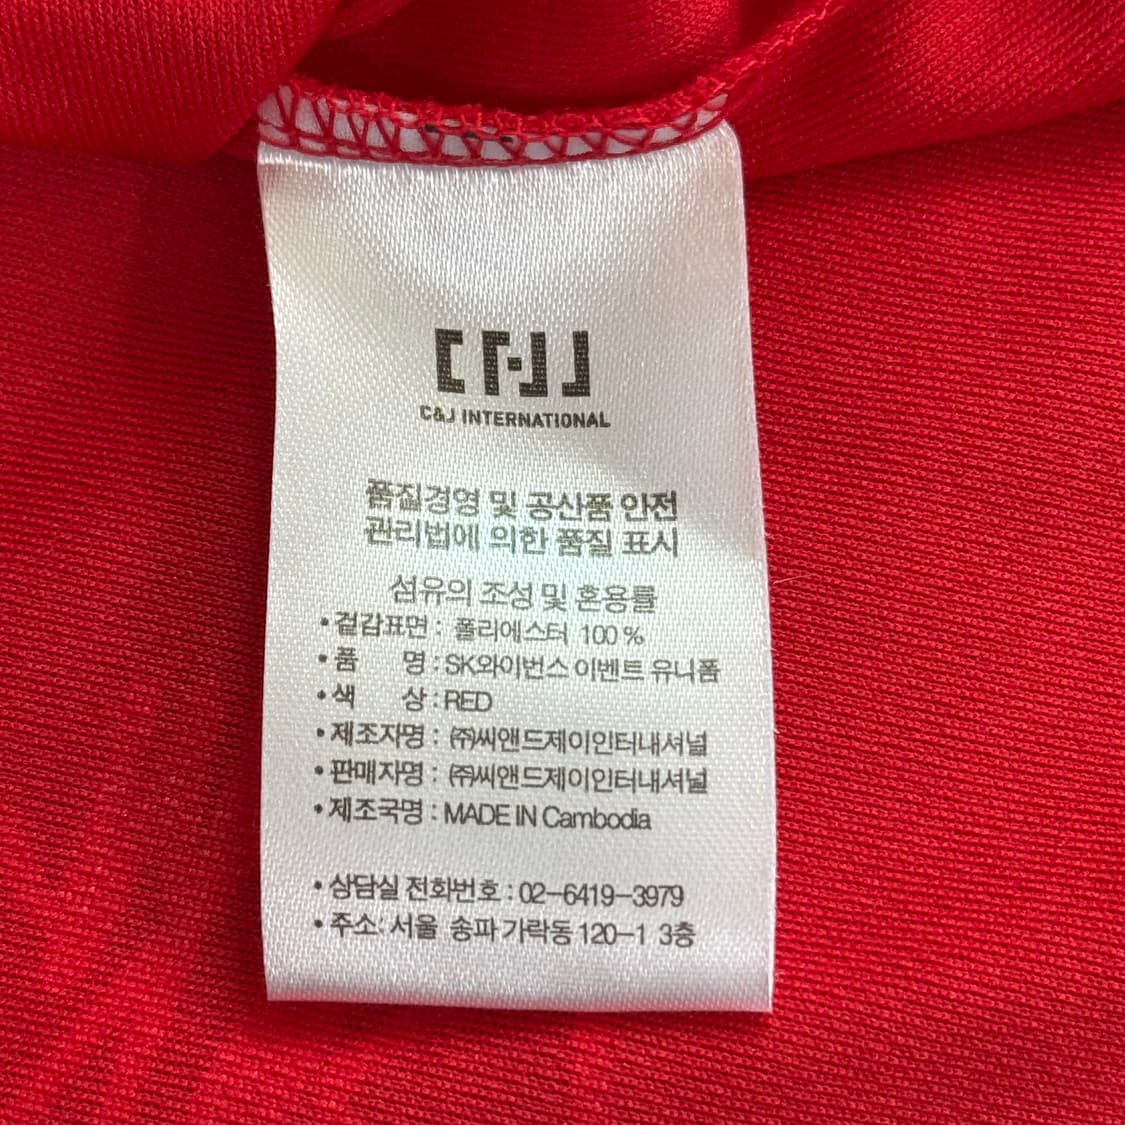 C&J INTERNATIONAL
품질경영 및 공산품 안전
관리법에 의한 품질 표시
섬유의 조성 및 혼용률
• 겉감표면 : 폴리에스터 100 %
• 품 명 : SK와이번스 이벤트 유니폼
• 색 상 : RED
• 제조자명 : ㈜씨앤드제이인터내셔널
• 판매자명 : ㈜씨앤드제이인터내셔널
• 제조국명 : MADE IN Cambodia
• 상담실 전화번호 : 02-6419-3979
• 주소: 서울 송파 가락동 120-1 3층